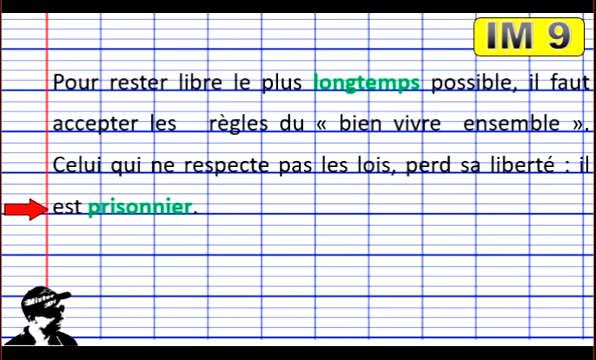 IM 9
Pour rester libre le plus longtemps possible, il faut
accepter les règles du « bien vivre ensemble ».
Celui qui ne respecte pas les lois, perd sa liberté : il
est prisonnier.
Mister